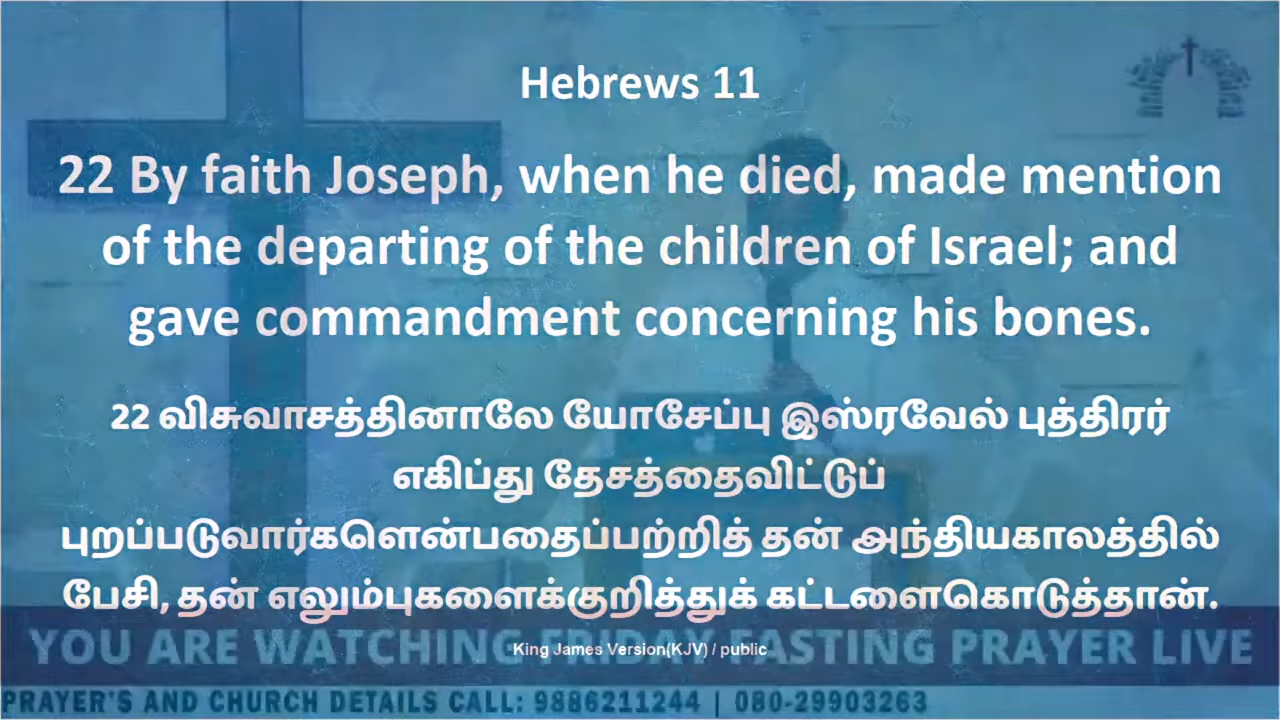 Hebrews 11
22 By faith Joseph, when he died, made mention
of the departing of the children of Israel; and
gave commandment concerning his bones.
22 விசுவாசத்தினாலே யோசேப்பு இஸ்ரவேல் புத்திரர்
எகிப்து தேசத்தைவிட்டுப்
புறப்படுவார்களென்பதைப்பற்றித் தன் அந்தியகாலத்தில்
பேசி, தன் எலும்புகளைக்குறித்துக் கட்டளைகொடுத்தான்.
YOU ARE WATCHING FRIDAY FASTING PRAYER LIVE
King James Version(KJV) / public
PRAYER'S AND CHURCH DETAILS CALL: 9886211244 | 080-29903263